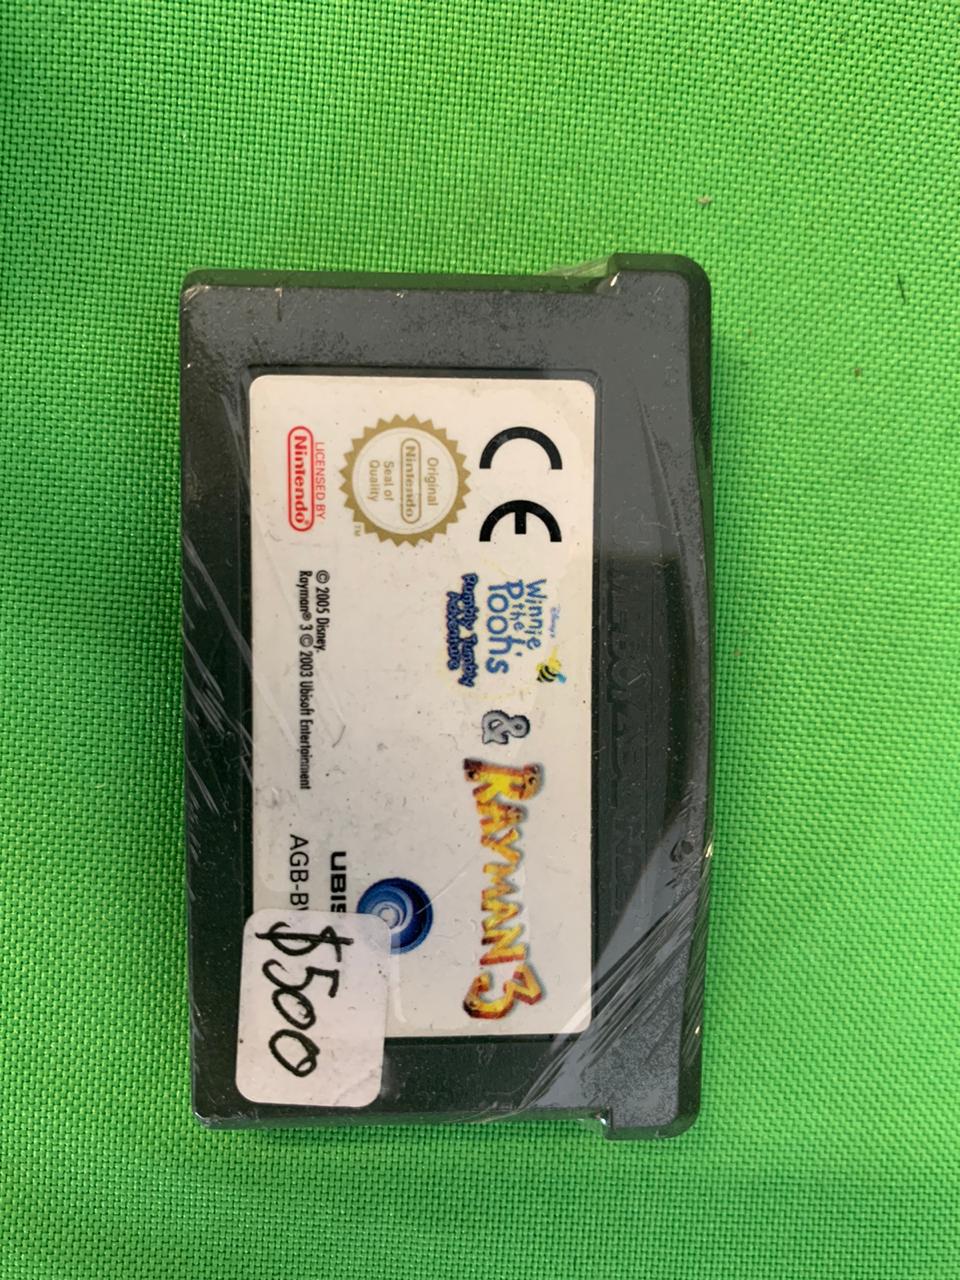 Disney's
Winnie
the
Pooh's
Rumbly Tumbly
Adventure
&
RAYMAN 3
CE
Original
Nintendo
Seal of
Quality
TM
LICENSED BY
Nintendo®
© 2005 Disney.
Rayman® 3 © 2003 Ubisoft Entertainment
UBIS
AGB-BV
$500